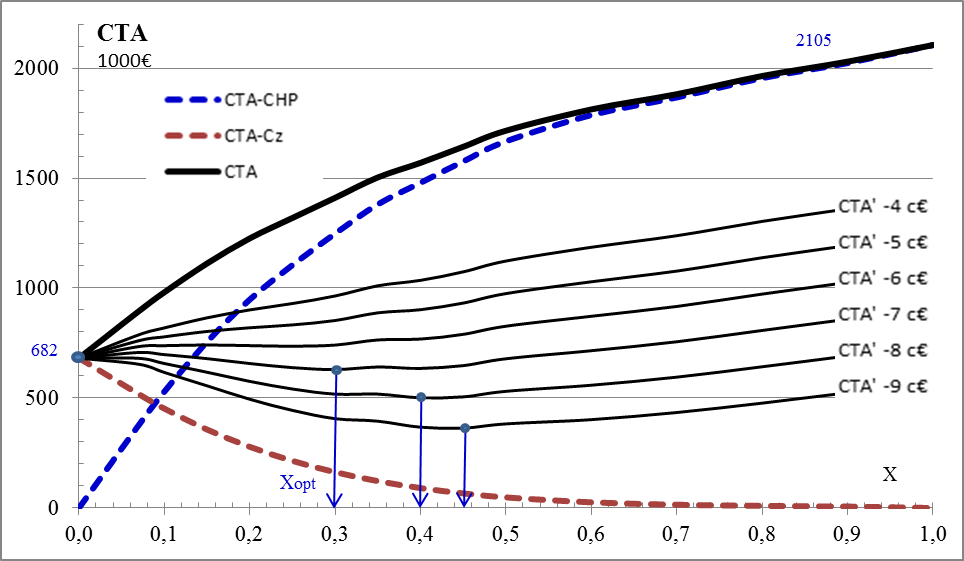 CTA
1000€
2105
2000
CTA-CHP
CTA-Cz
CTA
1500
CTA' -4 c€
CTA' -5 c€
1000
CTA' -6 c€
CTA' -7 c€
682
CTA' -8 c€
500
CTA' -9 c€
Xopt
X
0
0,0 0,1 0,2 0,3 0,4 0,5 0,6 0,7 0,8 0,9 1,0